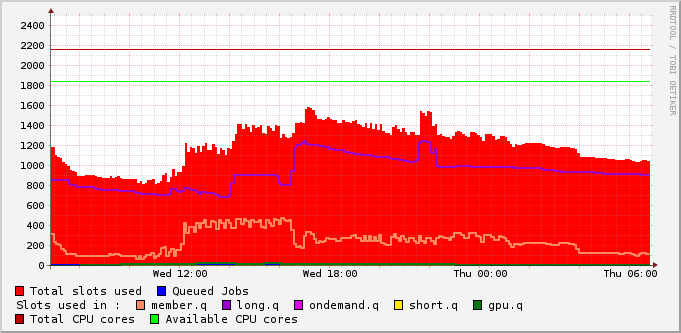 2400
2200
2000
1800
1600
1400
1200
1000
800
600
400
200
0
Wed 12:00 Wed 18:00 Thu 00:00 Thu 06:00
Total slots used Queued Jobs
Slots used in : member.q long.q ondemand.q short.q gpu.q
Total CPU cores Available CPU cores
RRDTOOL / TOBI OETIKER